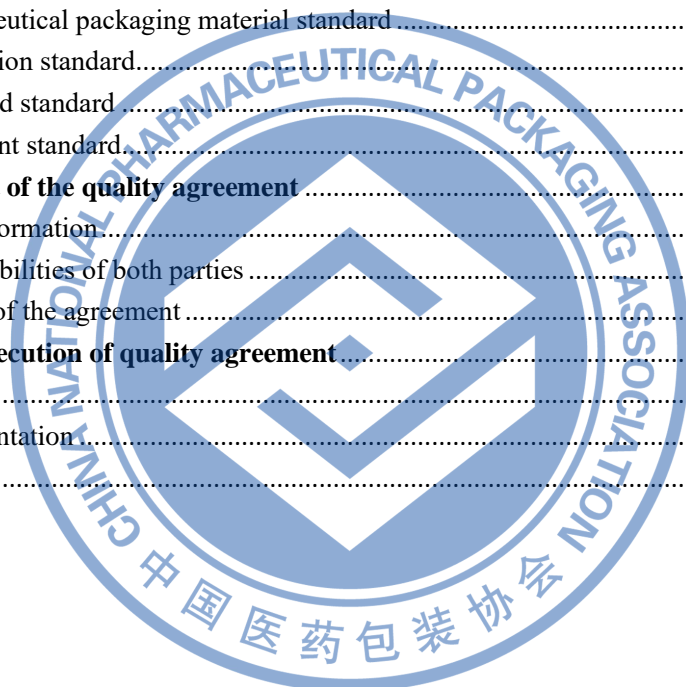 eutical packaging material standard ...............................................
ion standard...............................................................................
d standard .................................................................................
nt standard.................................................................................
of the quality agreement .......................................................
ormation....................................................................................
bilities of both parties ..............................................................
of the agreement .......................................................................
ecution of quality agreement..................................................
ntation .......................................................................................
CHINA NATIONAL PHARMACEUTICAL PACKAGING ASSOCIATION
中国医药包装协会